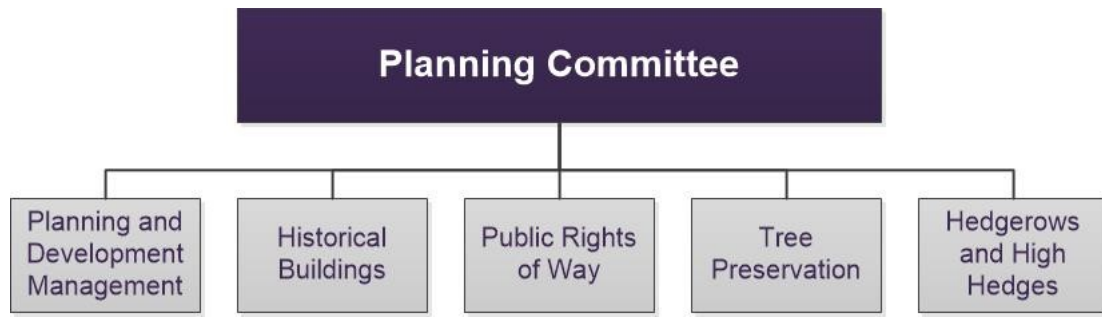 Planning Committee
Planning and
Development
Management
Historical
Buildings
Public Rights
of Way
Tree
Preservation
Hedgerows
and High
Hedges